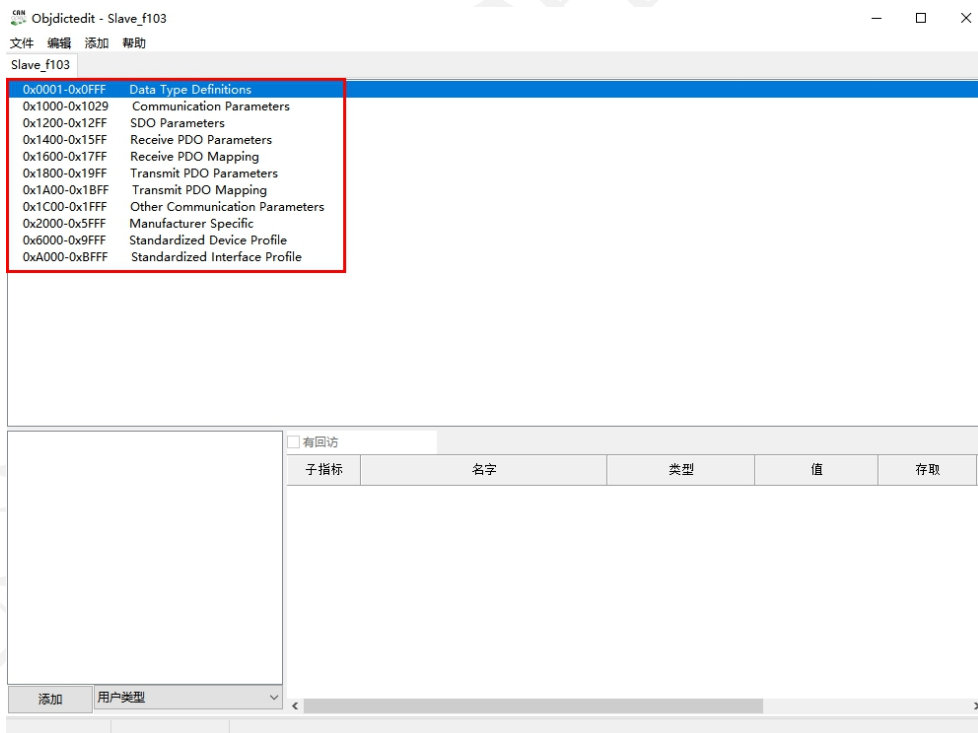 CAN
Objdictedit - Slave_f103
文件 编辑 添加 帮助
Slave_f103
0x0001-0x0FFF Data Type Definitions
0x1000-0x1029 Communication Parameters
0x1200-0x12FF SDO Parameters
0x1400-0x15FF Receive PDO Parameters
0x1600-0x17FF Receive PDO Mapping
0x1800-0x19FF Transmit PDO Parameters
0x1A00-0x1BFF Transmit PDO Mapping
0x1C00-0x1FFF Other Communication Parameters
0x2000-0x5FFF Manufacturer Specific
0x6000-0x9FFF Standardized Device Profile
0xA000-0xBFFF Standardized Interface Profile
有回访
子指标 名字 类型 值 存取
添加 用户类型